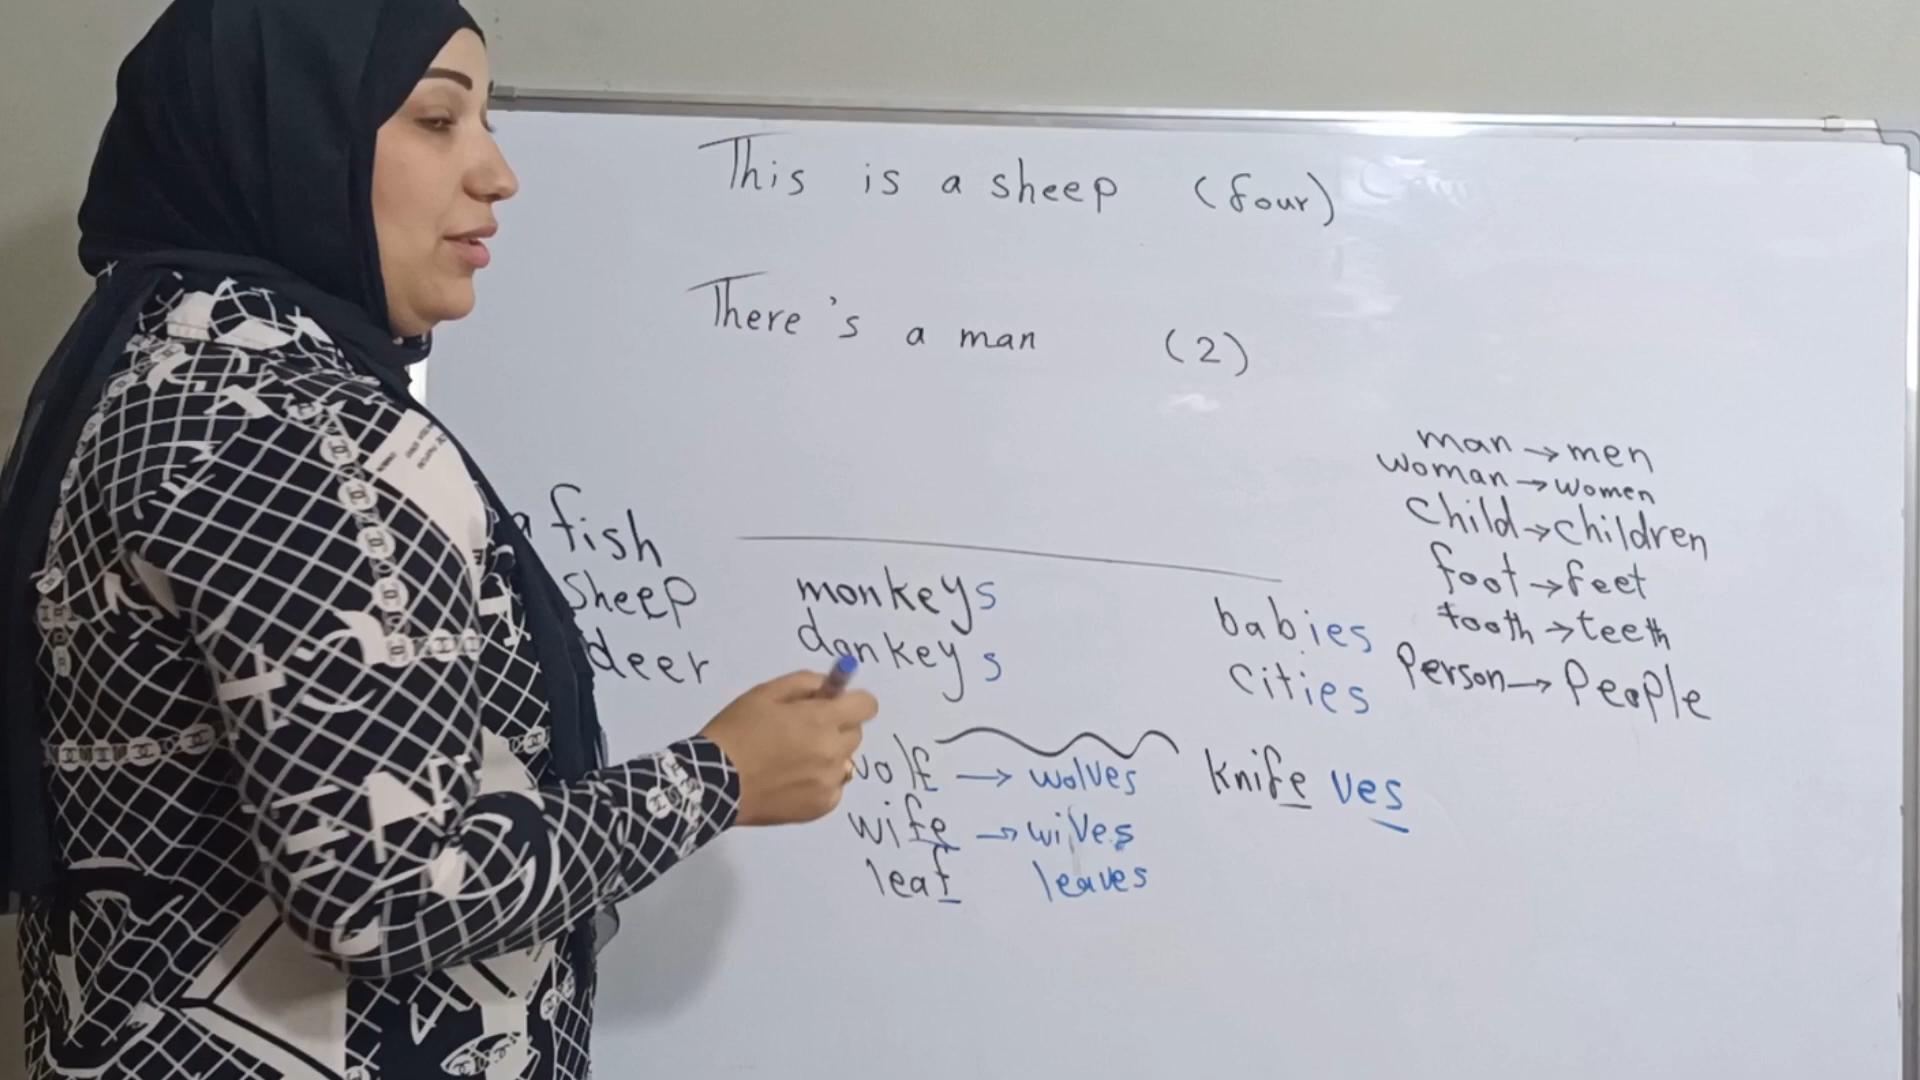 This is a sheep (four)
There's a man (2)
man → men
woman → women
child → children
foot → feet
tooth → teeth
Person → People
a fish
sheep
deer
monkeys
donkeys
babies
cities
wolf → wolves
wife → wives
leaf leaves
knife ves